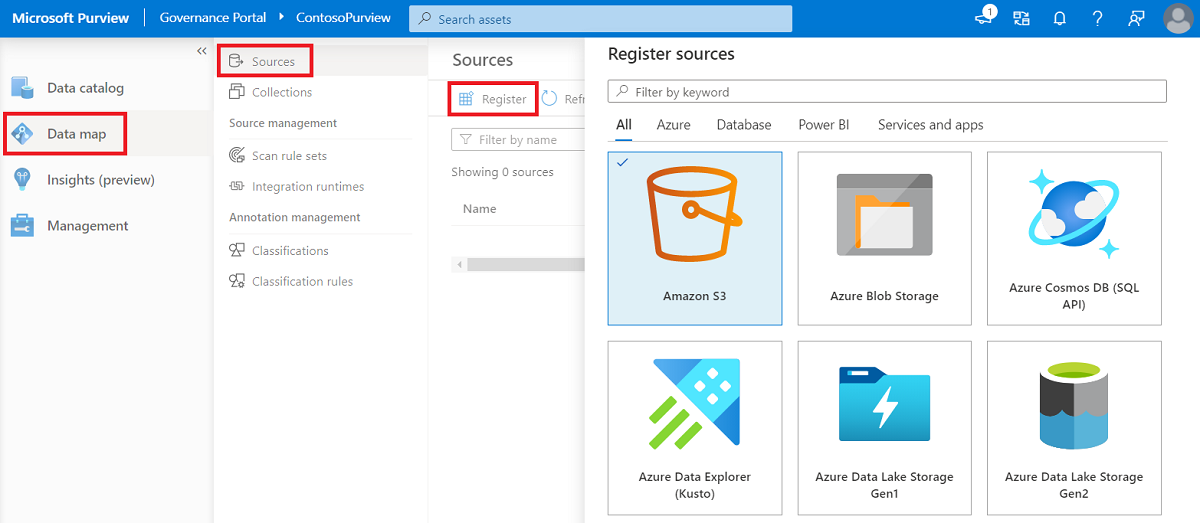 Microsoft Purview
Governance Portal
ContosoPurview
Search assets
1
Data catalog
Data map
Insights (preview)
Management
Sources
Collections
Source management
Scan rule sets
Integration runtimes
Annotation management
Classifications
Classification rules
Sources
Register
Refr
Filter by name
Showing 0 sources
Name
Register sources
Filter by keyword
All
Azure
Database
Power BI
Services and apps
Amazon S3
Azure Blob Storage
Azure Cosmos DB (SQL
API)
Azure Data Explorer
(Kusto)
Azure Data Lake Storage
Gen1
Azure Data Lake Storage
Gen2